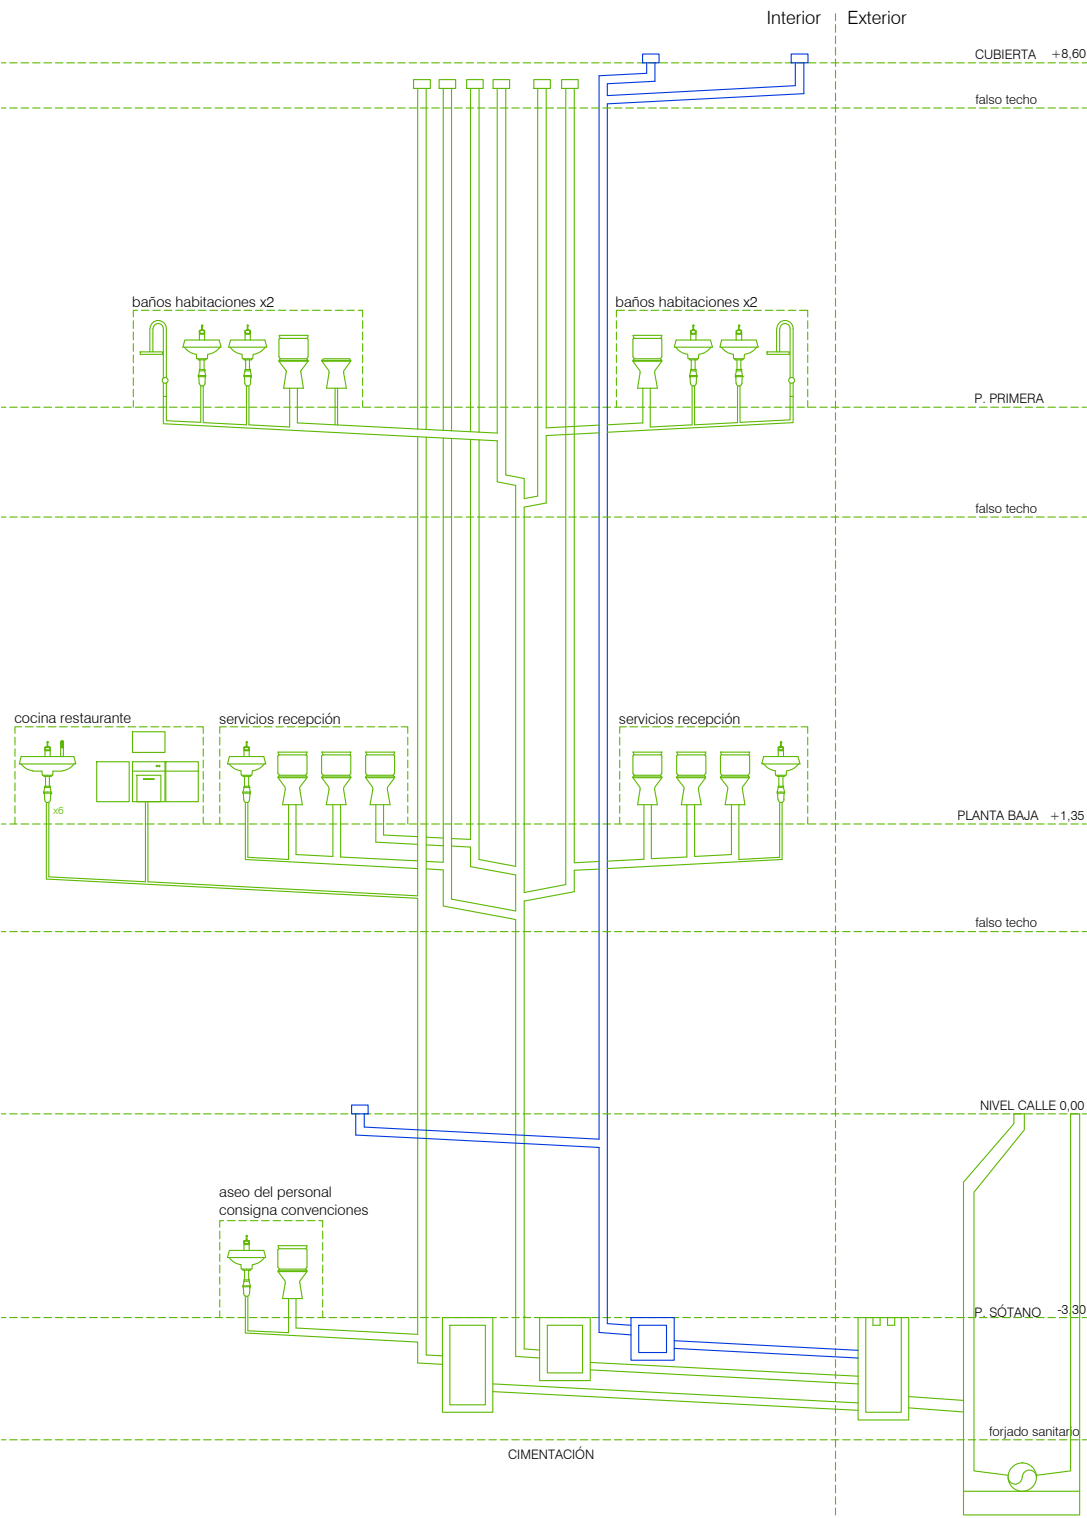 Interior
Exterior
CUBIERTA +8,60
falso techo
baños habitaciones x2
baños habitaciones x2
P. PRIMERA
falso techo
cocina restaurante
servicios recepción
servicios recepción
x6
PLANTA BAJA +1,35
falso techo
NIVEL CALLE 0,00
aseo del personal
consigna convenciones
P. SÓTANO -3,30
forjado sanitario
CIMENTACIÓN